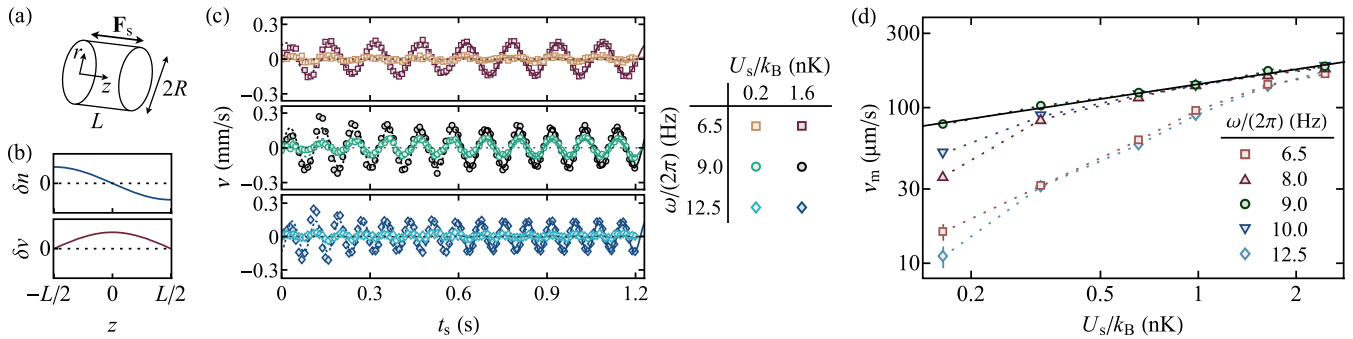 (a)
F_s
r
z
2R
L
(b)
δn
0
δv
0
−L/2 0 L/2
z
(c)
0.3
0
−0.3
0.3
0
−0.3
0.3
0
−0.3
v (mm/s)
0 0.3 0.6 0.9 1.2
t_s (s)
U_s/k_B (nK)
0.2 1.6
ω/(2π) (Hz)
6.5
9.0
12.5
(d)
300
100
30
10
v_m (μm/s)
0.2 0.5 1 2
U_s/k_B (nK)
ω/(2π) (Hz)
6.5
8.0
9.0
10.0
12.5